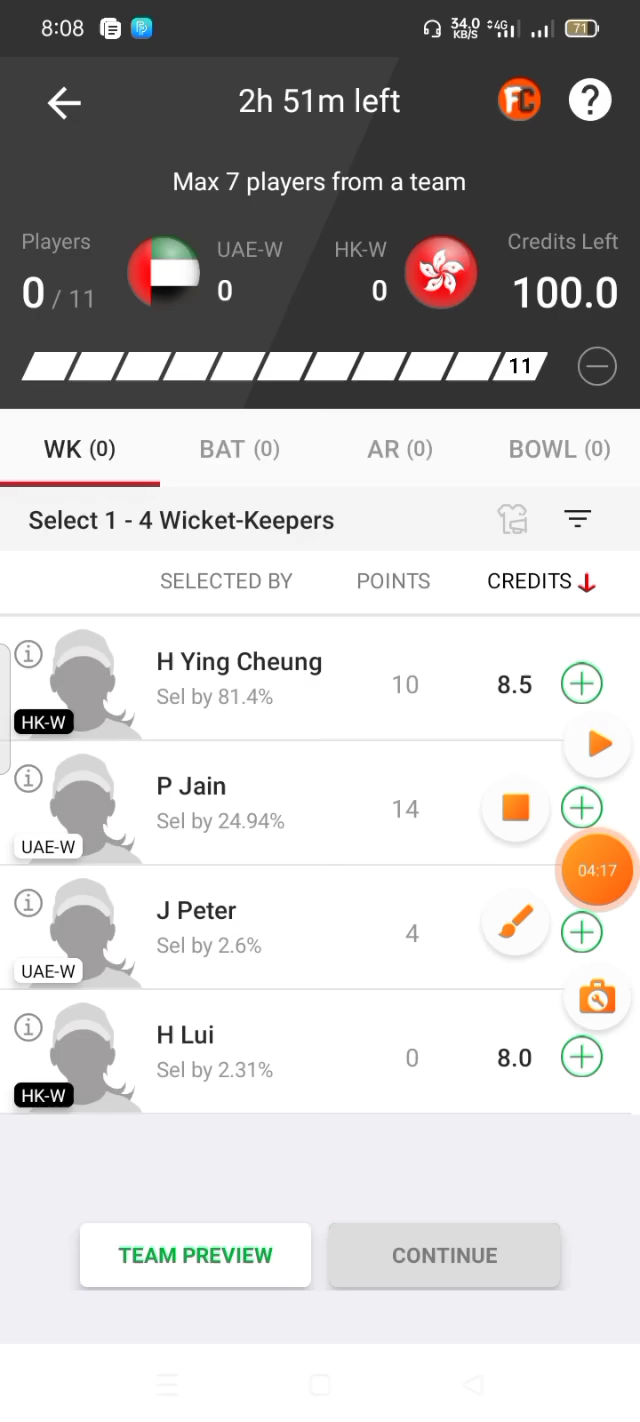 8:08
34.0 KB/S 4G 71
2h 51m left
FC ?
Max 7 players from a team
Players UAE-W HK-W Credits Left
0 / 11 0 0 100.0
11
WK (0) BAT (0) AR (0) BOWL (0)
Select 1 - 4 Wicket-Keepers
SELECTED BY POINTS CREDITS
H Ying Cheung
Sel by 81.4%
10 8.5
HK-W
P Jain
Sel by 24.94%
14
UAE-W
04:17
J Peter
Sel by 2.6%
4
UAE-W
H Lui
Sel by 2.31%
0 8.0
HK-W
TEAM PREVIEW CONTINUE